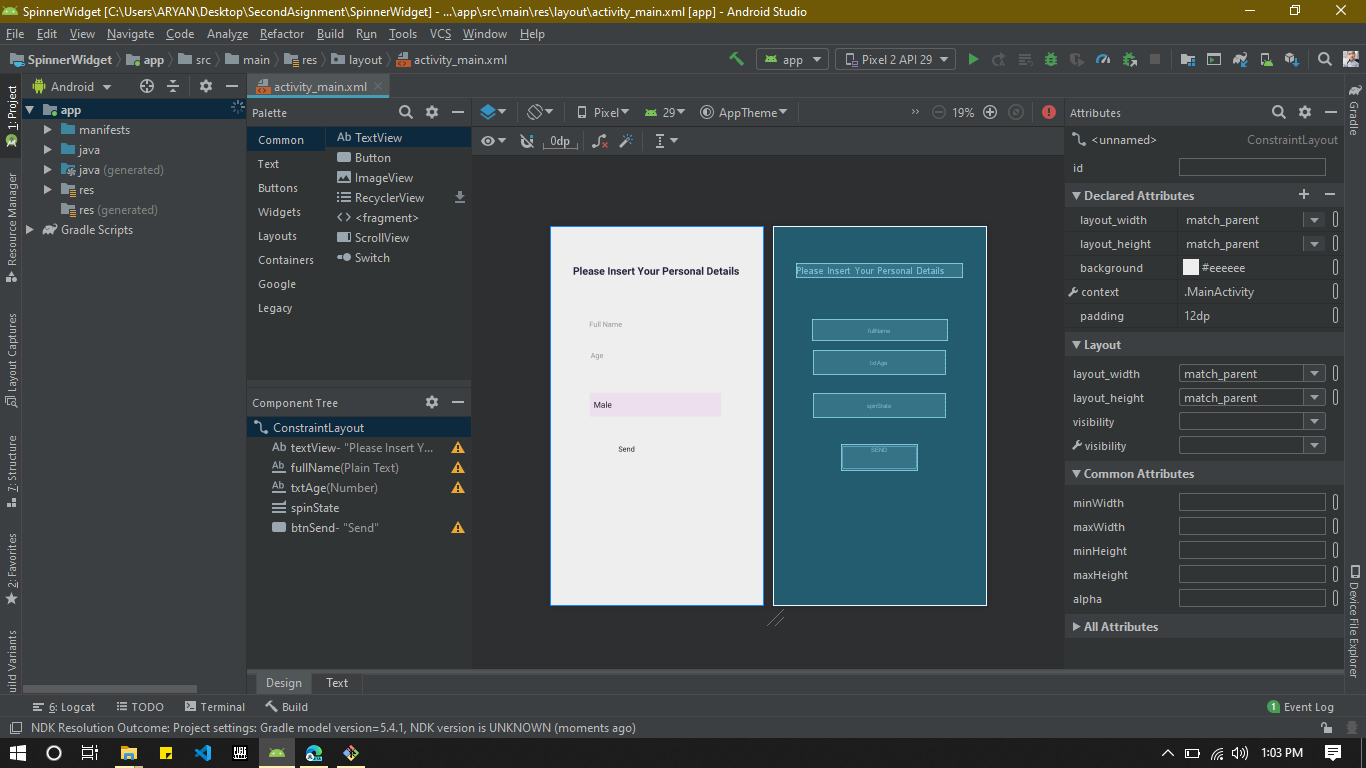 SpinnerWidget [C:\Users\ARYAN\Desktop\SecondAsignment\SpinnerWidget] - ...\app\src\main\res\layout\activity_main.xml [app] - Android Studio
File Edit View Navigate Code Analyze Refactor Build Run Tools VCS Window Help
SpinnerWidget app src main res layout activity_main.xml
app Pixel 2 API 29
1: Project
Resource Manager
Layout Captures
7: Structure
2: Favorites
uild Variants
Android
app
manifests
java
java (generated)
res
res (generated)
Gradle Scripts
activity_main.xml
Palette
Common
Text
Buttons
Widgets
Layouts
Containers
Google
Legacy
Ab TextView
Button
ImageView
RecyclerView
<> <fragment>
ScrollView
Switch
Component Tree
ConstraintLayout
Ab textView- "Please Insert Y...
Ab fullName(Plain Text)
Ab txtAge(Number)
spinState
btnSend- "Send"
Pixel 29 AppTheme >> 19%
0dp
Please Insert Your Personal Details
Full Name
Age
Male
Send
Please Insert Your Personal Details
fullName
txtAge
spinState
SEND
Design Text
Attributes
<unnamed> ConstraintLayout
id
Declared Attributes
layout_width match_parent
layout_height match_parent
background #eeeeee
context .MainActivity
padding 12dp
Layout
layout_width match_parent
layout_height match_parent
visibility
visibility
Common Attributes
minWidth
maxWidth
minHeight
maxHeight
alpha
All Attributes
Gradle
Device File Explorer
6: Logcat TODO Terminal Build 1 Event Log
NDK Resolution Outcome: Project settings: Gradle model version=5.4.1, NDK version is UNKNOWN (moments ago)
1:03 PM